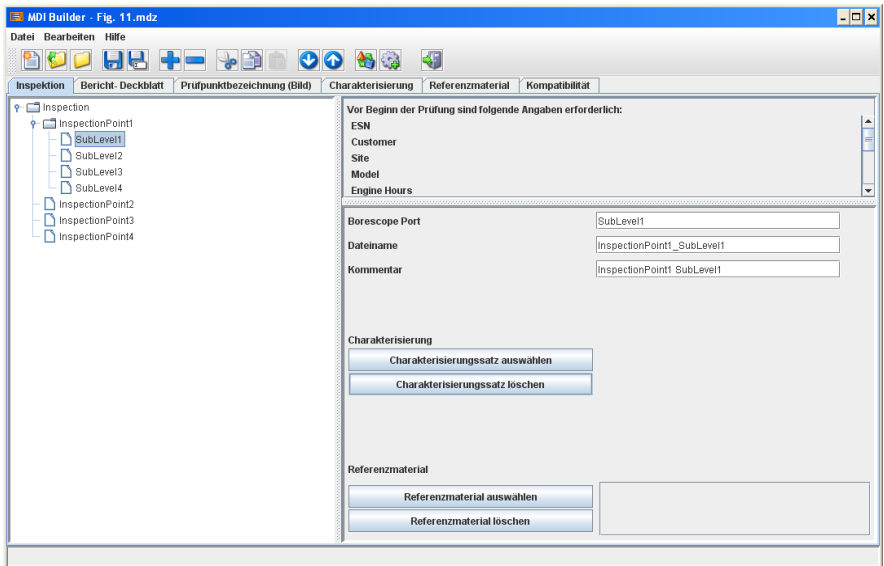 MDI Builder - Fig. 11.mdz
Datei Bearbeiten Hilfe
Inspektion Bericht- Deckblatt Prüfpunktbezeichnung (Bild) Charakterisierung Referenzmaterial Kompatibilität
Inspection
InspectionPoint1
SubLevel1
SubLevel2
SubLevel3
SubLevel4
InspectionPoint2
InspectionPoint3
InspectionPoint4
Vor Beginn der Prüfung sind folgende Angaben erforderlich:
ESN
Customer
Site
Model
Engine Hours
Borescope Port SubLevel1
Dateiname InspectionPoint1_SubLevel1
Kommentar InspectionPoint1 SubLevel1
Charakterisierung
Charakterisierungssatz auswählen
Charakterisierungssatz löschen
Referenzmaterial
Referenzmaterial auswählen
Referenzmaterial löschen